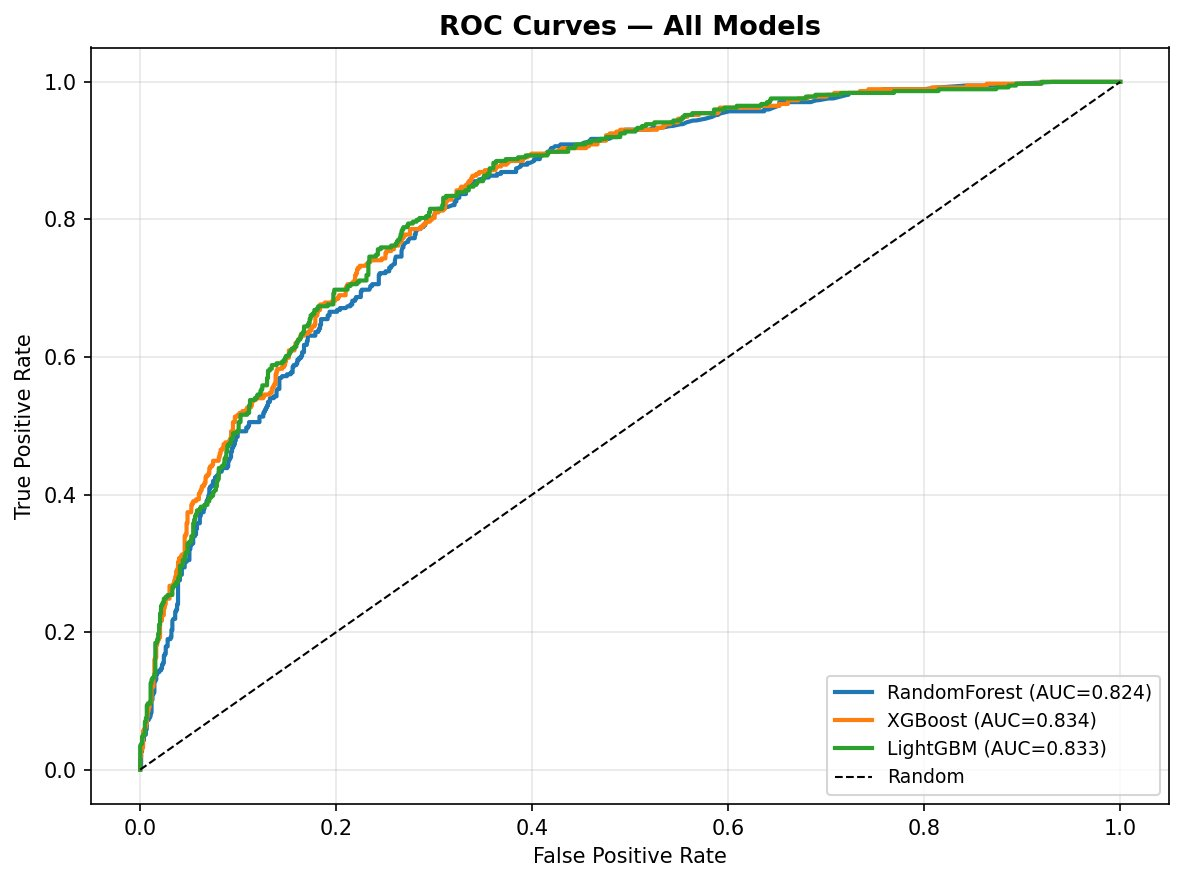 ROC Curves — All Models
True Positive Rate
1.0
0.8
0.6
0.4
0.2
0.0
0.0 0.2 0.4 0.6 0.8 1.0
False Positive Rate
RandomForest (AUC=0.824)
XGBoost (AUC=0.834)
LightGBM (AUC=0.833)
Random